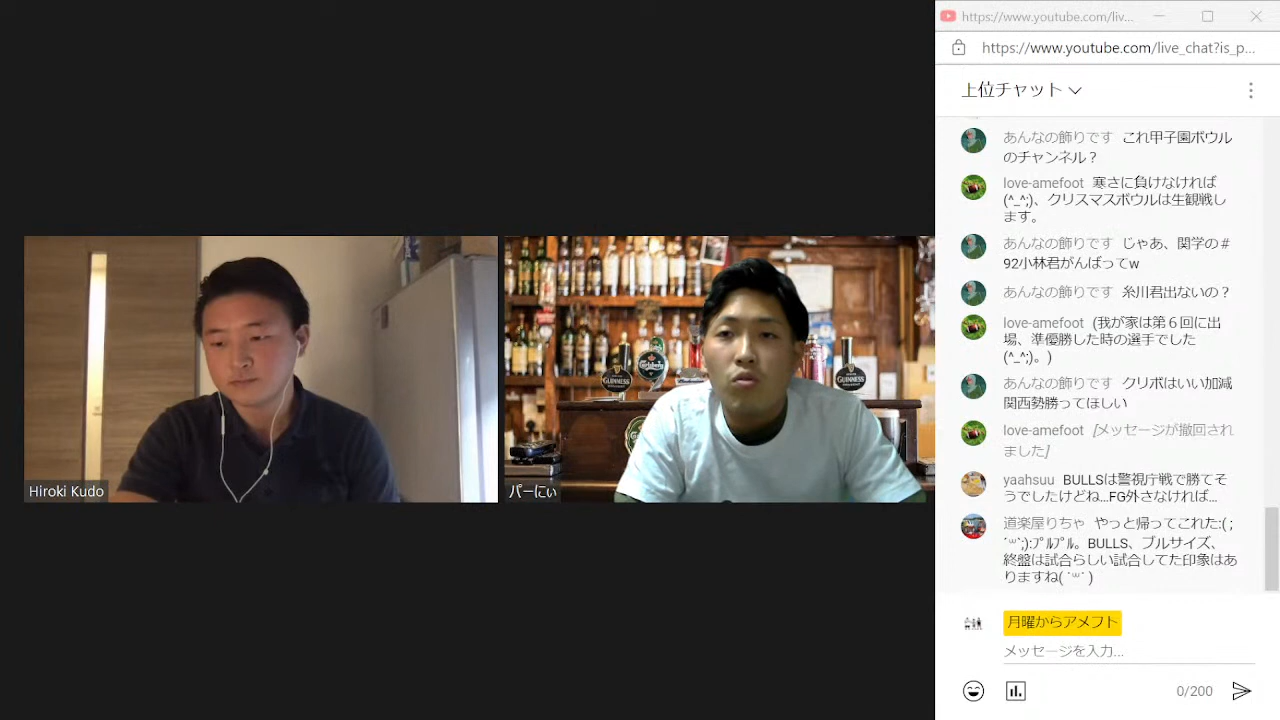 https://www.youtube.com/liv...
https://www.youtube.com/live_chat?is_p...
上位チャット
あんなの飾りです これ甲子園ボウル
のチャンネル？
love-amefoot 寒さに負けなければ
(^_^;)、クリスマスボウルは生観戦し
ます。
あんなの飾りです じゃあ、関学の＃
92小林君がんばってw
あんなの飾りです 糸川君出ないの？
love-amefoot (我が家は第６回に出
場、準優勝した時の選手でした
(^_^;)。)
あんなの飾りです クリボはいい加減
関西勢勝ってほしい
love-amefoot [メッセージが撤回され
ました]
yaahsuu BULLSは警視庁戦で勝てそ
うでしたけどね…FG外さなければ…
道楽屋りちゃ やっと帰ってこれた:( ;
´꒳`;):ﾌﾟﾙﾌﾟﾙ。BULLS、ブルサイズ、
終盤は試合らしい試合してた印象はあ
りますね( ´꒳` )
月曜からアメフト
メッセージを入力...
0/200
Hiroki Kudo
パーにぃ
GUINNESS
Carlsberg
GUINNESS